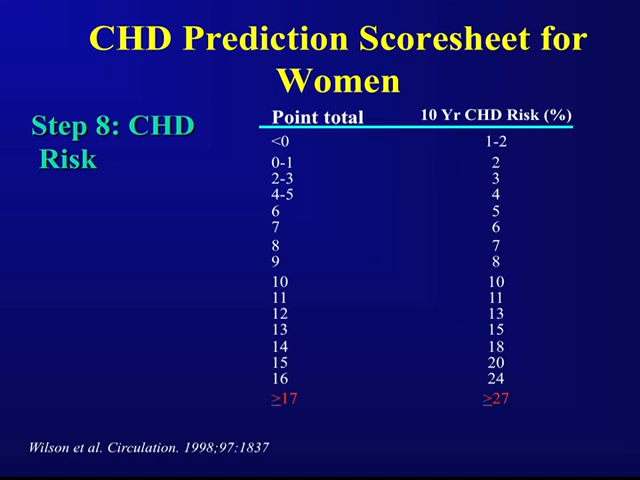 CHD Prediction Scoresheet for
Women
Step 8: CHD
Risk
Point total 10 Yr CHD Risk (%)
<0 1-2
0-1 2
2-3 3
4-5 4
6 5
7 6
8 7
9 8
10 10
11 11
12 13
13 15
14 18
15 20
16 24
≥17 ≥27
Wilson et al. Circulation. 1998;97:1837